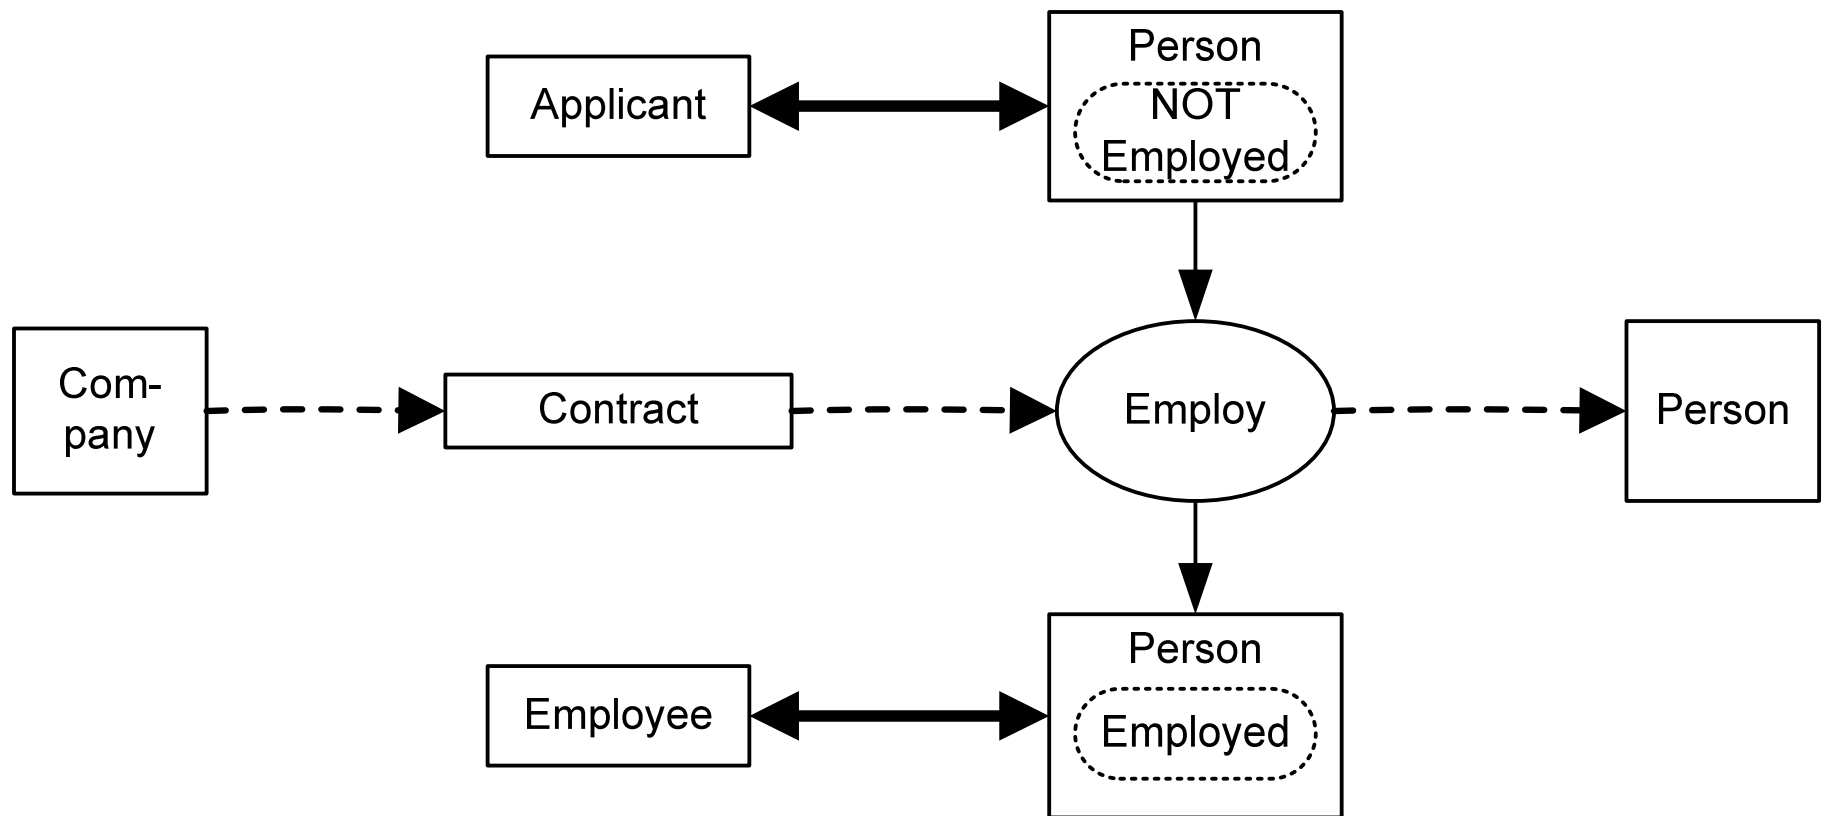 Person
Applicant
NOT
Employed
Com-
pany
Contract
Employ
Person
Person
Employee
Employed